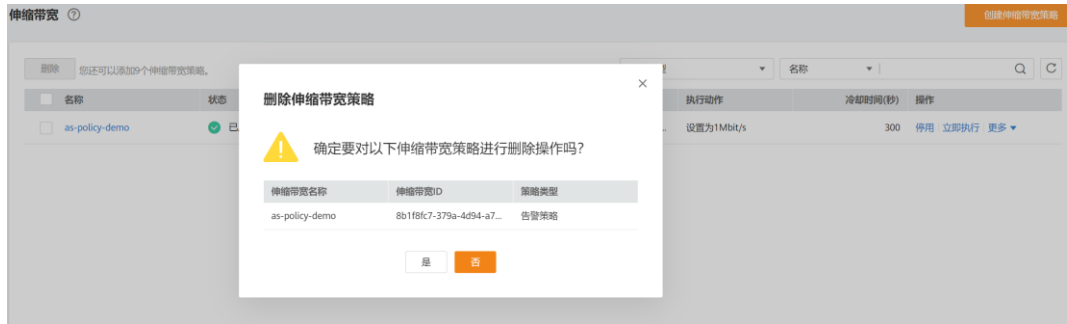 伸缩带宽 ?
创建伸缩带宽策略
删除 您还可以添加9个伸缩带宽策略。
型 名称
名称 状态 执行动作 冷却时间(秒) 操作
as-policy-demo 已 ... 设置为1Mbit/s 300 停用 立即执行 更多
删除伸缩带宽策略
确定要对以下伸缩带宽策略进行删除操作吗?
伸缩带宽名称 伸缩带宽ID 策略类型
as-policy-demo 8b1f8fc7-379a-4d94-a7... 告警策略
是 否